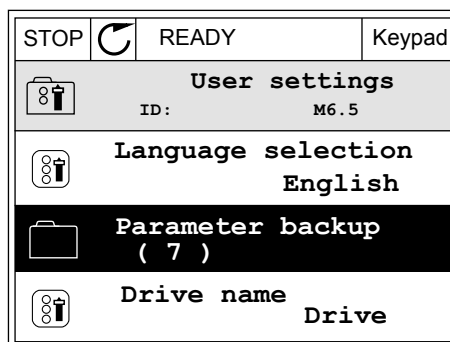 STOP READY Keypad
User settings
ID: M6.5
Language selection
English
Parameter backup
( 7 )
Drive name
Drive